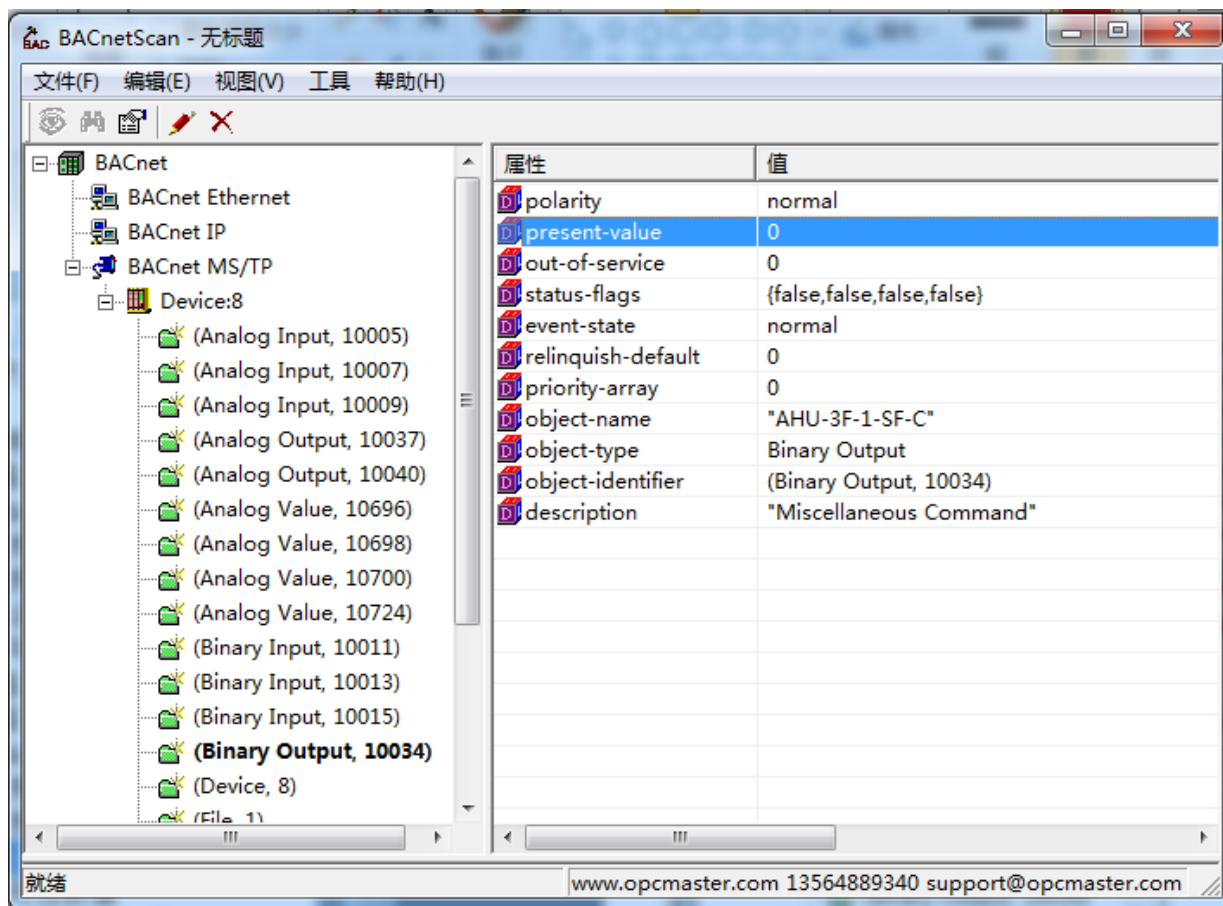 BACnetScan - 无标题
文件(F) 编辑(E) 视图(V) 工具 帮助(H)
BACnet
BACnet Ethernet
BACnet IP
BACnet MS/TP
Device:8
(Analog Input, 10005)
(Analog Input, 10007)
(Analog Input, 10009)
(Analog Output, 10037)
(Analog Output, 10040)
(Analog Value, 10696)
(Analog Value, 10698)
(Analog Value, 10700)
(Analog Value, 10724)
(Binary Input, 10011)
(Binary Input, 10013)
(Binary Input, 10015)
(Binary Output, 10034)
(Device, 8)
(File, 1)
属性 值
polarity normal
present-value 0
out-of-service 0
status-flags {false,false,false,false}
event-state normal
relinquish-default 0
priority-array 0
object-name "AHU-3F-1-SF-C"
object-type Binary Output
object-identifier (Binary Output, 10034)
description "Miscellaneous Command"
就绪 www.opcmaster.com 13564889340 support@opcmaster.com